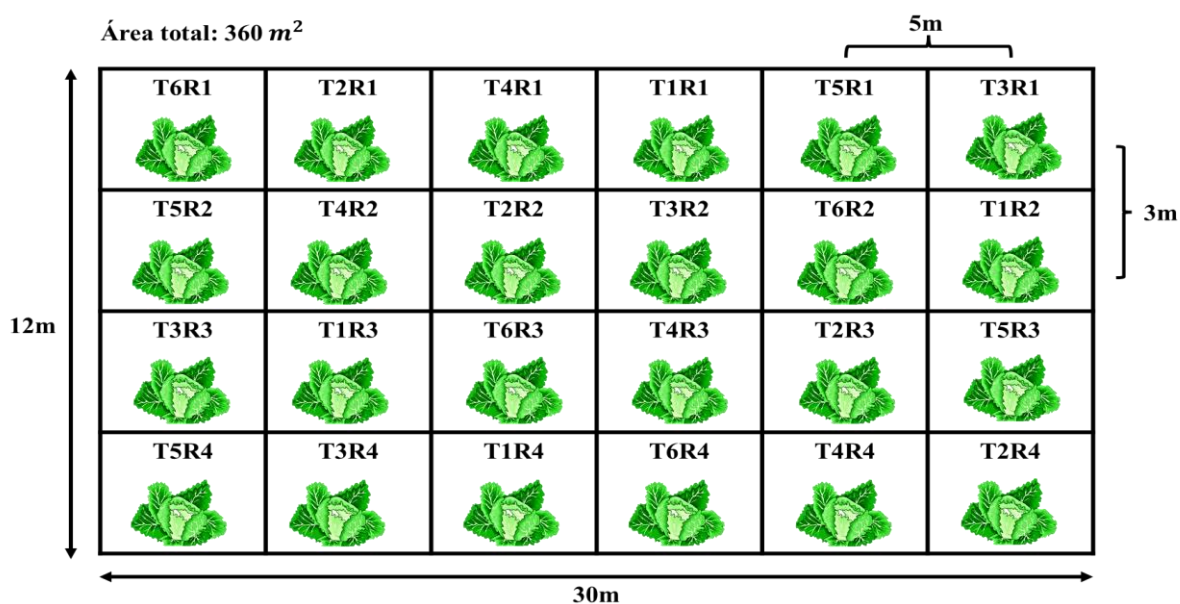 Área total: 360 m²
5m
T6R1 T2R1 T4R1 T1R1 T5R1 T3R1
T5R2 T4R2 T2R2 T3R2 T6R2 T1R2
3m
12m
T3R3 T1R3 T6R3 T4R3 T2R3 T5R3
T5R4 T3R4 T1R4 T6R4 T4R4 T2R4
30m